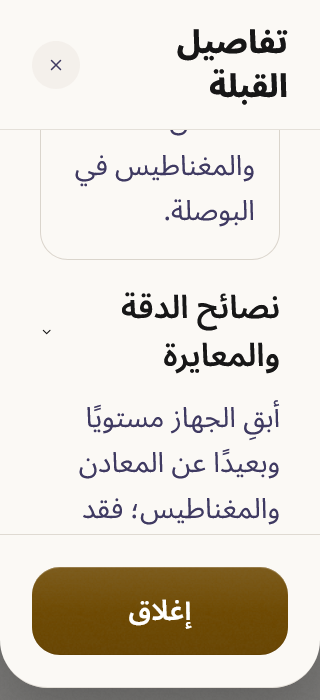 تفاصيل
القبلة
والمغناطيس في
البوصلة.
نصائح الدقة
والمعايرة
أبقِ الجهاز مستويًا
وبعيدًا عن المعادن
والمغناطيس؛ فقد
إغلاق